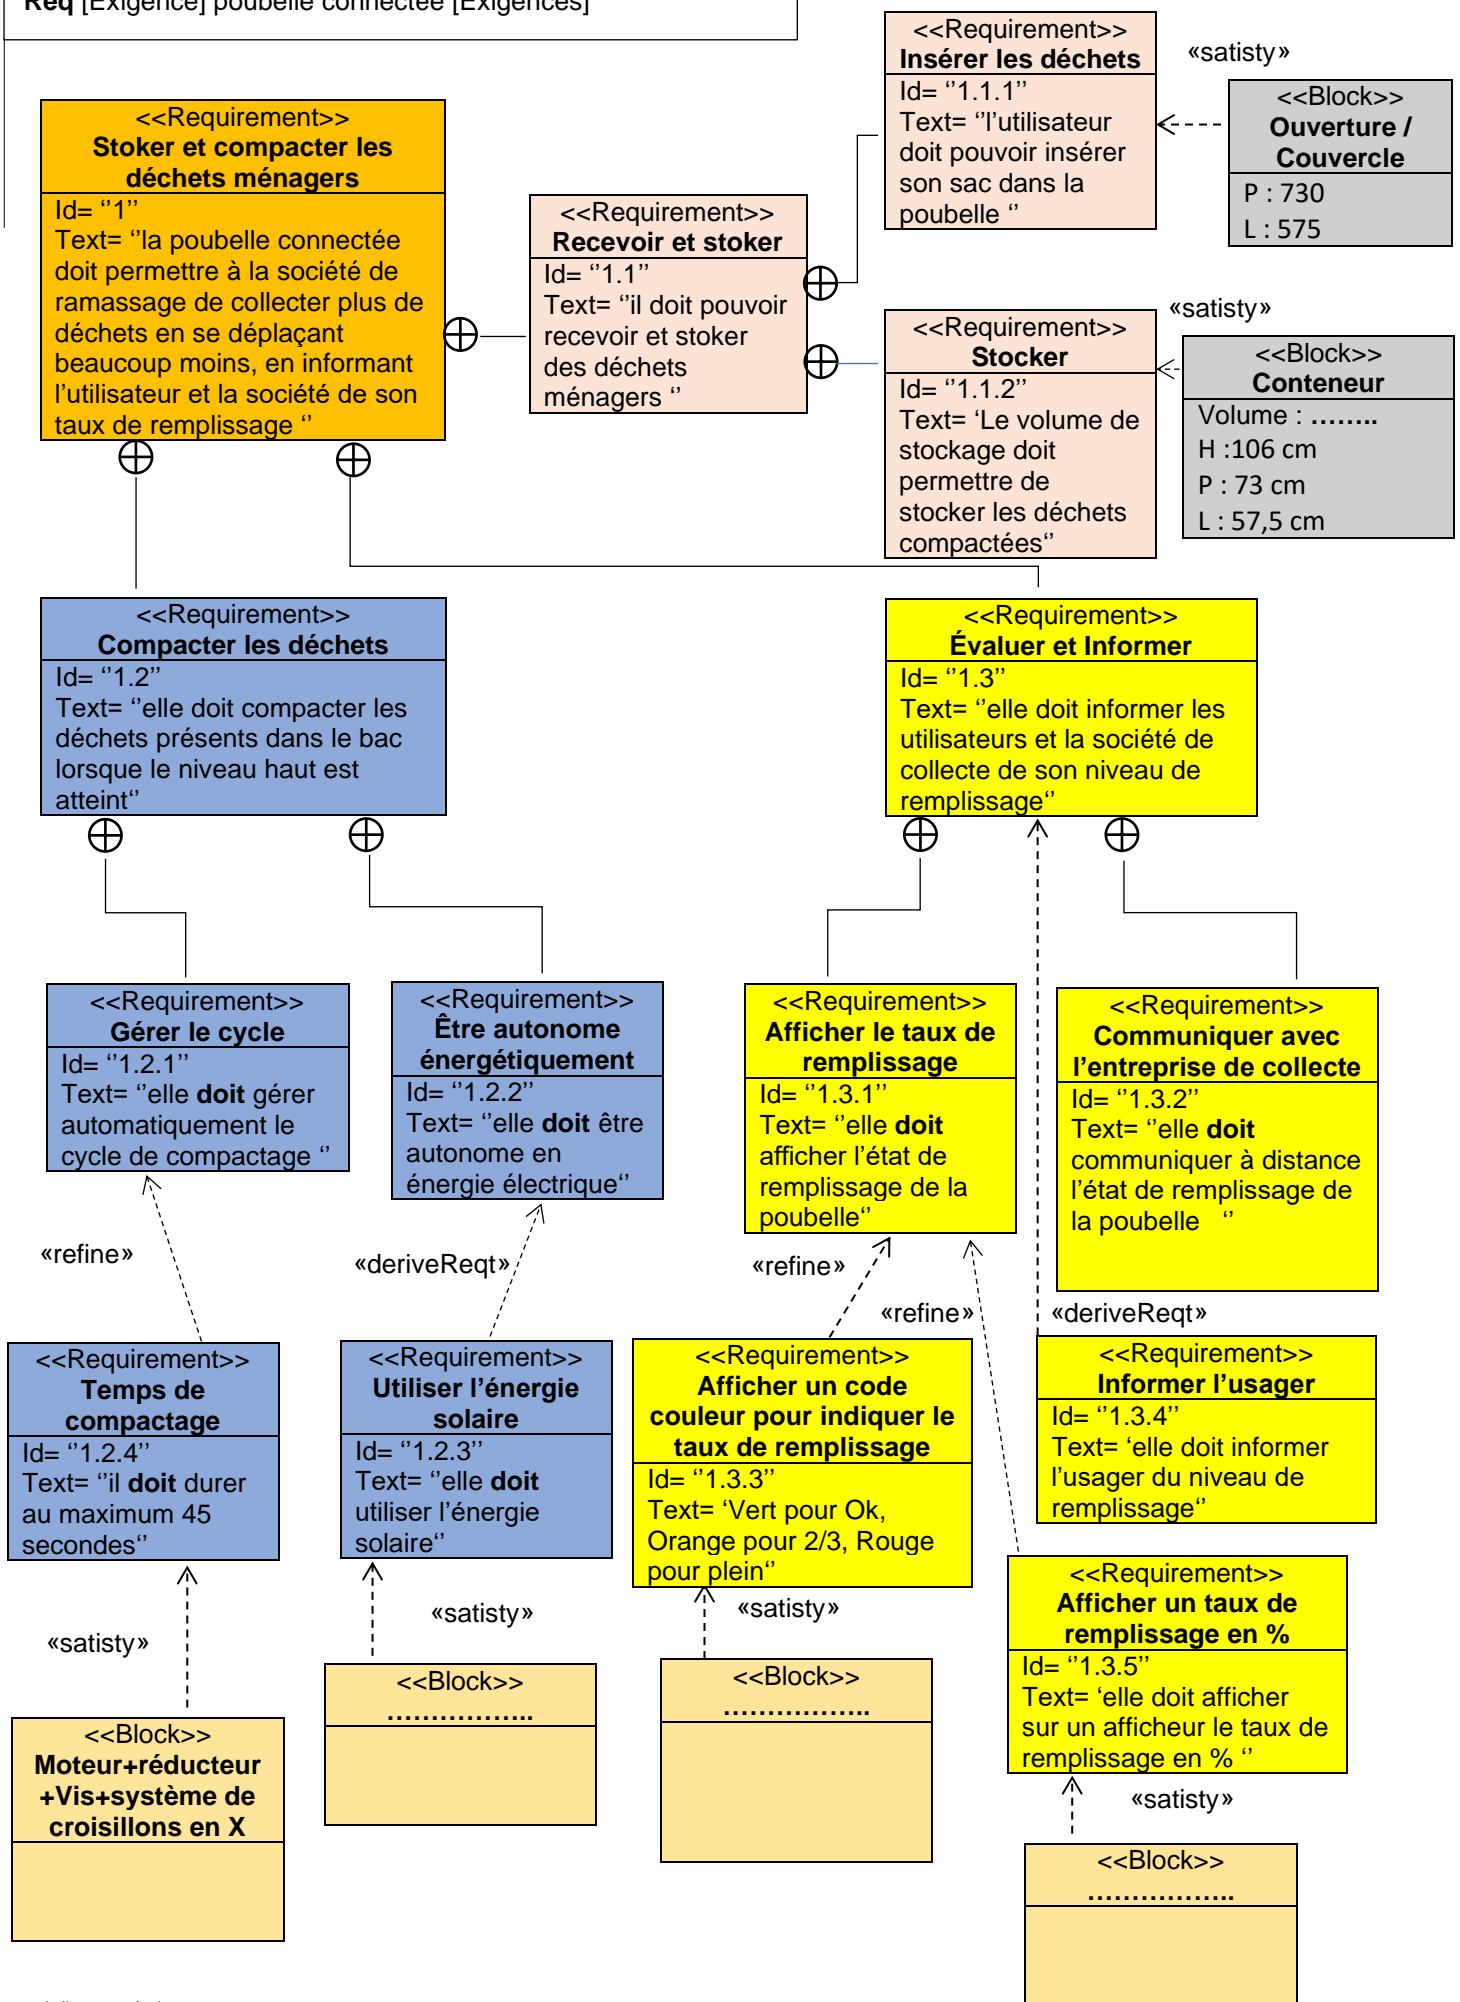 Req [Exigence] poubelle connectée [Exigences]
<<Requirement>>
Insérer les déchets
Id= ‘’1.1.1’’
Text= ‘’l’utilisateur
doit pouvoir insérer
son sac dans la
poubelle ‘’
«satisty»
<<Block>>
Ouverture /
Couvercle
P : 730
L : 575
<<Requirement>>
Stoker et compacter les
déchets ménagers
Id= ‘’1’’
Text= ‘’la poubelle connectée
doit permettre à la société de
ramassage de collecter plus de
déchets en se déplaçant
beaucoup moins, en informant
l’utilisateur et la société de son
taux de remplissage ‘’
<<Requirement>>
Recevoir et stoker
Id= ‘’1.1’’
Text= ‘’il doit pouvoir
recevoir et stoker
des déchets
ménagers ‘’
«satisty»
<<Requirement>>
Stocker
Id= ‘’1.1.2’’
Text= ‘Le volume de
stockage doit
permettre de
stocker les déchets
compactées‘’
<<Block>>
Conteneur
Volume : ……..
H :106 cm
P : 73 cm
L : 57,5 cm
<<Requirement>>
Compacter les déchets
Id= ‘’1.2’’
Text= ‘’elle doit compacter les
déchets présents dans le bac
lorsque le niveau haut est
atteint‘’
<<Requirement>>
Évaluer et Informer
Id= ‘’1.3’’
Text= ‘’elle doit informer les
utilisateurs et la société de
collecte de son niveau de
remplissage‘’
<<Requirement>>
Gérer le cycle
Id= ‘’1.2.1’’
Text= ‘’elle doit gérer
automatiquement le
cycle de compactage ‘’
<<Requirement>>
Être autonome
énergétiquement
Id= ‘’1.2.2’’
Text= ‘’elle doit être
autonome en
énergie électrique‘’
<<Requirement>>
Afficher le taux de
remplissage
Id= ‘’1.3.1’’
Text= ‘’elle doit
afficher l’état de
remplissage de la
poubelle‘’
<<Requirement>>
Communiquer avec
l’entreprise de collecte
Id= ‘’1.3.2’’
Text= ‘’elle doit
communiquer à distance
l’état de remplissage de
la poubelle ‘’
«refine»
«deriveReqt»
«refine»
«refine»
«deriveReqt»
<<Requirement>>
Temps de
compactage
Id= ‘’1.2.4’’
Text= ‘’il doit durer
au maximum 45
secondes‘’
<<Requirement>>
Utiliser l’énergie
solaire
Id= ‘’1.2.3’’
Text= ‘’elle doit
utiliser l’énergie
solaire‘’
<<Requirement>>
Afficher un code
couleur pour indiquer le
taux de remplissage
Id= ‘’1.3.3’’
Text= ‘Vert pour Ok,
Orange pour 2/3, Rouge
pour plein‘’
<<Requirement>>
Informer l’usager
Id= ‘’1.3.4’’
Text= ‘elle doit informer
l’usager du niveau de
remplissage‘’
<<Requirement>>
Afficher un taux de
remplissage en %
Id= ‘’1.3.5’’
Text= ‘elle doit afficher
sur un afficheur le taux de
remplissage en % ‘’
«satisty»
«satisty»
«satisty»
«satisty»
<<Block>>
Moteur+réducteur
+Vis+système de
croisillons en X
<<Block>>
……………..
<<Block>>
……………..
<<Block>>
……………..